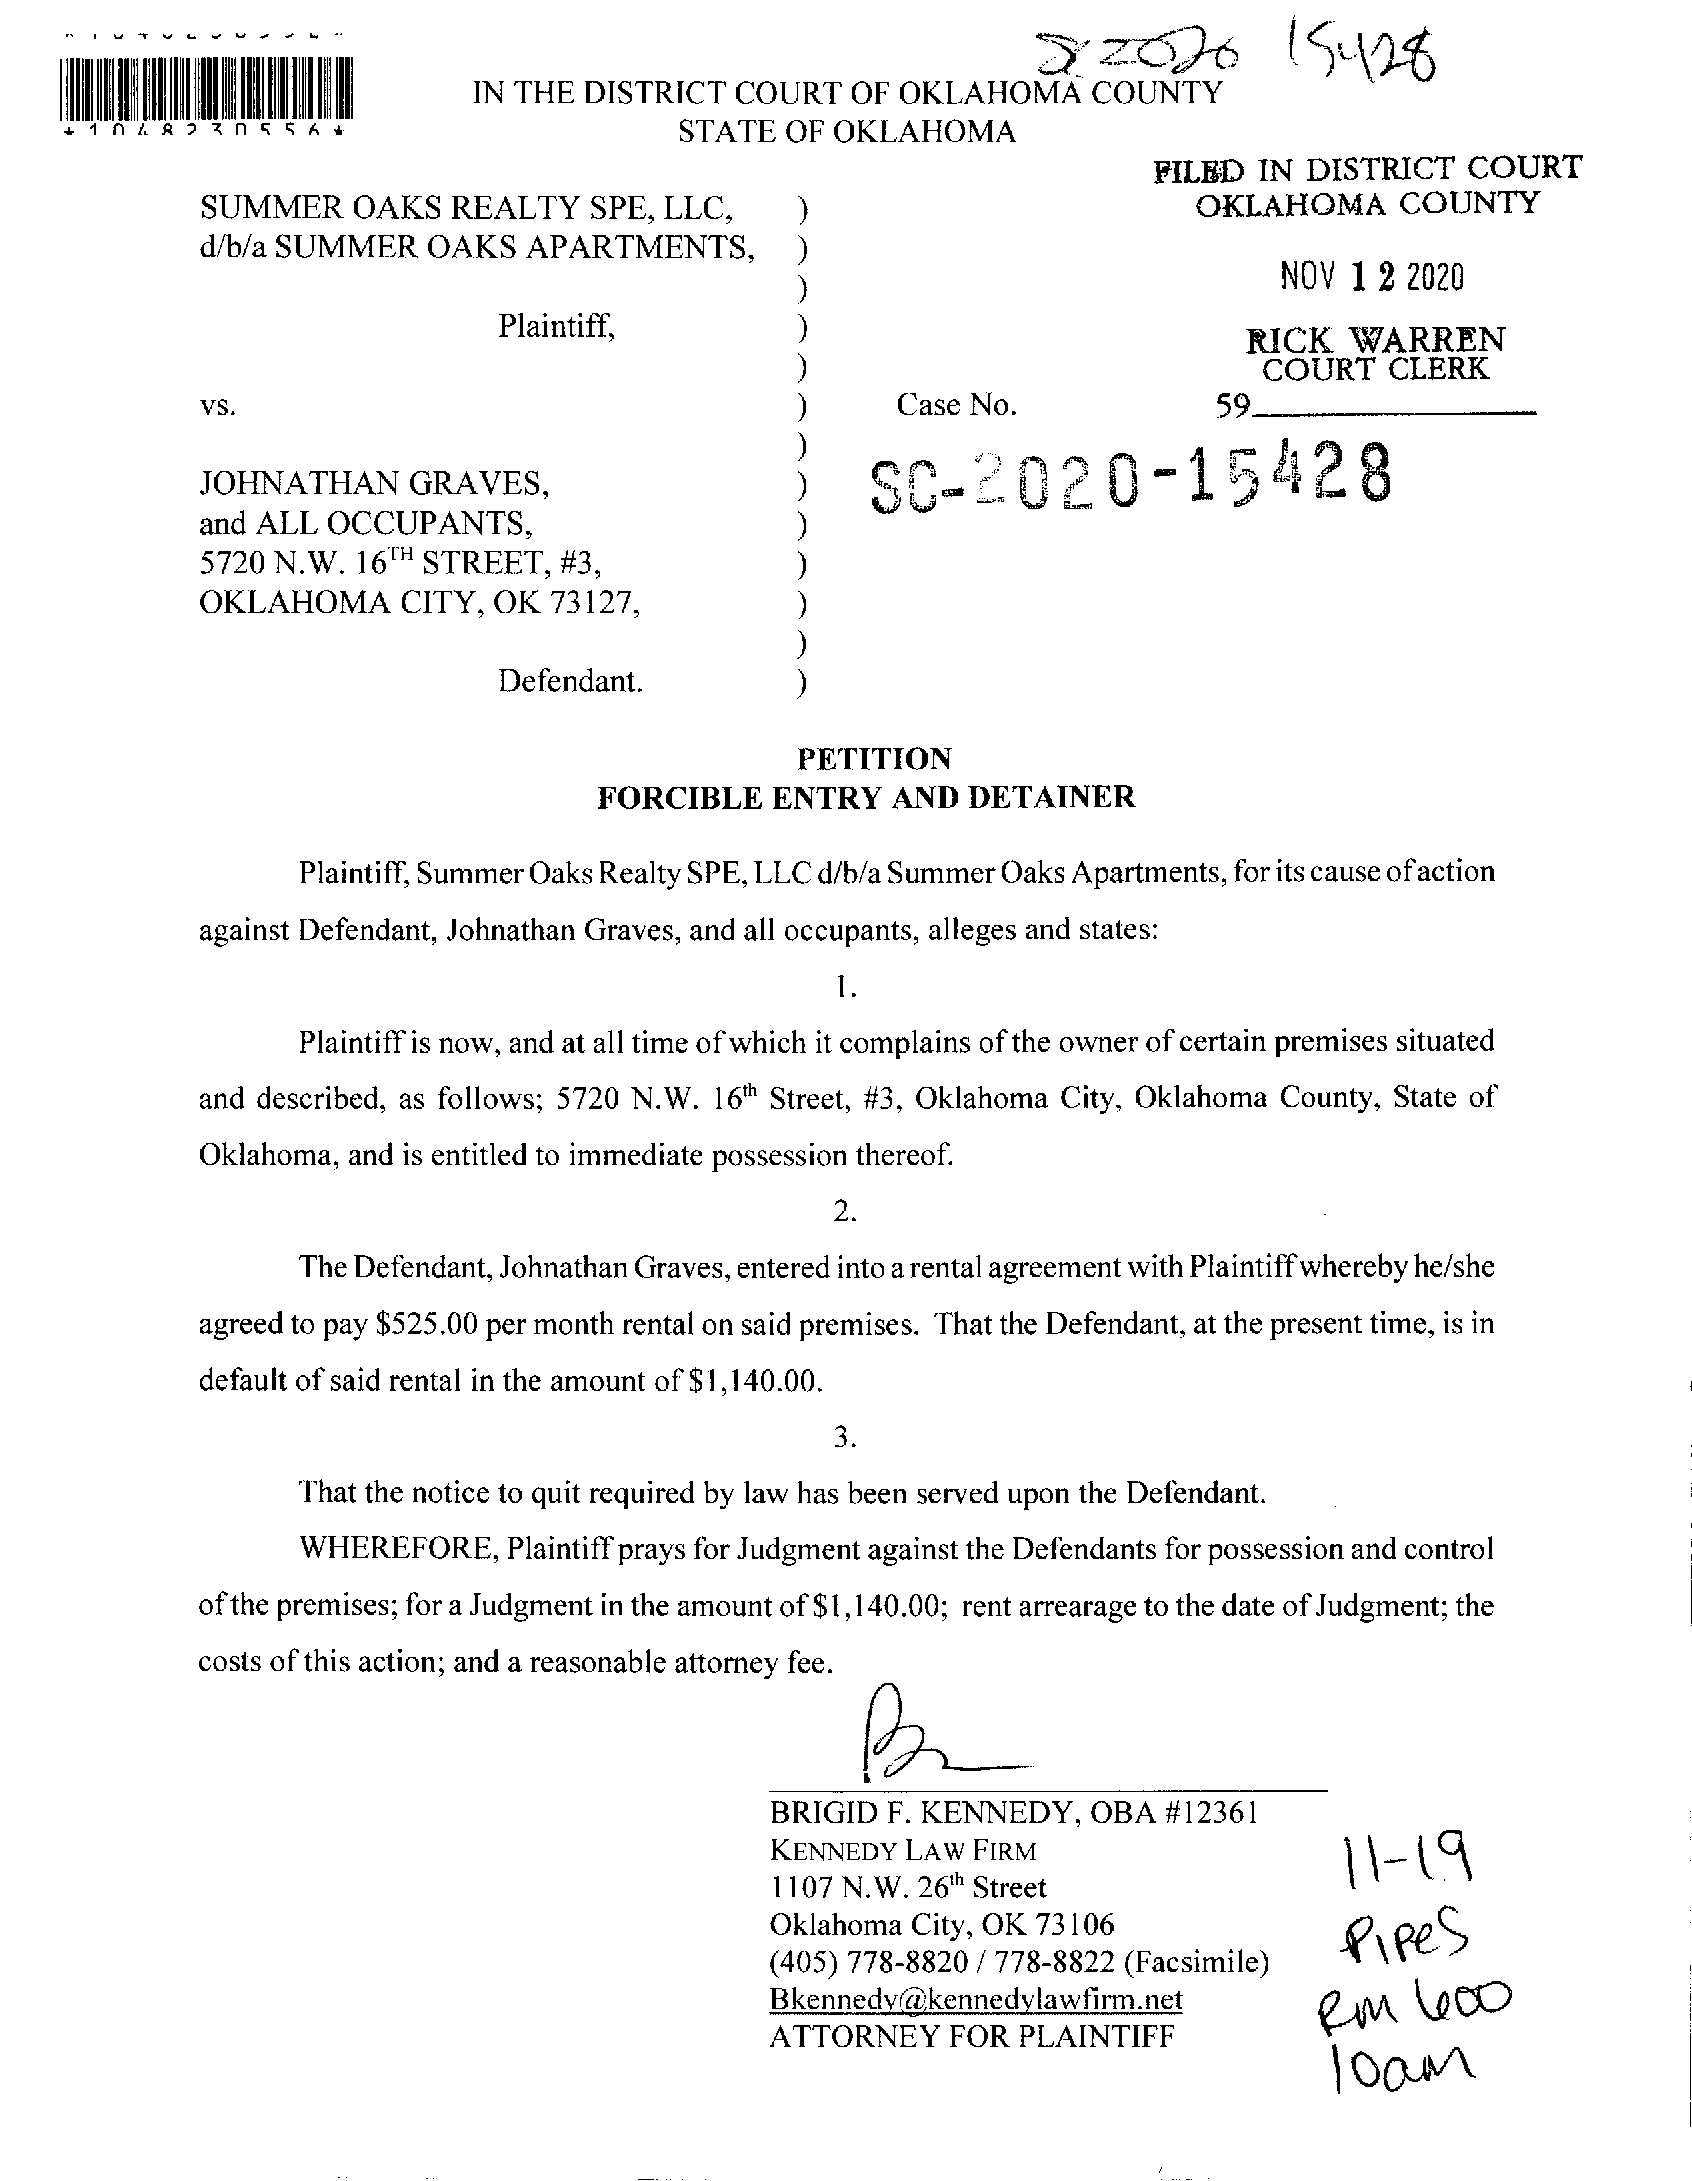 SC 2020 15428
IN THE DISTRICT COURT OF OKLAHOMA COUNTY
*1048230556*
STATE OF OKLAHOMA
FILED IN DISTRICT COURT
OKLAHOMA COUNTY
SUMMER OAKS REALTY SPE, LLC, )
d/b/a SUMMER OAKS APARTMENTS, )
)
NOV 12 2020
Plaintiff, )
RICK WARREN
)
COURT CLERK
vs. ) Case No. 59
)
JOHNATHAN GRAVES, ) SC-2020-15428
and ALL OCCUPANTS, )
5720 N.W. 16TH STREET, #3, )
OKLAHOMA CITY, OK 73127, )
)
Defendant. )
PETITION
FORCIBLE ENTRY AND DETAINER
Plaintiff, Summer Oaks Realty SPE, LLC d/b/a Summer Oaks Apartments, for its cause of action
against Defendant, Johnathan Graves, and all occupants, alleges and states:
1.
Plaintiff is now, and at all time of which it complains of the owner of certain premises situated
and described, as follows; 5720 N.W. 16th Street, #3, Oklahoma City, Oklahoma County, State of
Oklahoma, and is entitled to immediate possession thereof.
2.
The Defendant, Johnathan Graves, entered into a rental agreement with Plaintiff whereby he/she
agreed to pay $525.00 per month rental on said premises. That the Defendant, at the present time, is in
default of said rental in the amount of $1,140.00.
3.
That the notice to quit required by law has been served upon the Defendant.
WHEREFORE, Plaintiff prays for Judgment against the Defendants for possession and control
of the premises; for a Judgment in the amount of $1,140.00; rent arrearage to the date of Judgment; the
costs of this action; and a reasonable attorney fee.
BRIGID F. KENNEDY, OBA #12361
KENNEDY LAW FIRM
1107 N.W. 26th Street
Oklahoma City, OK 73106
(405) 778-8820 / 778-8822 (Facsimile)
Bkennedy@kennedylawfirm.net
ATTORNEY FOR PLAINTIFF
11-19
PIPES
RM 600
10am